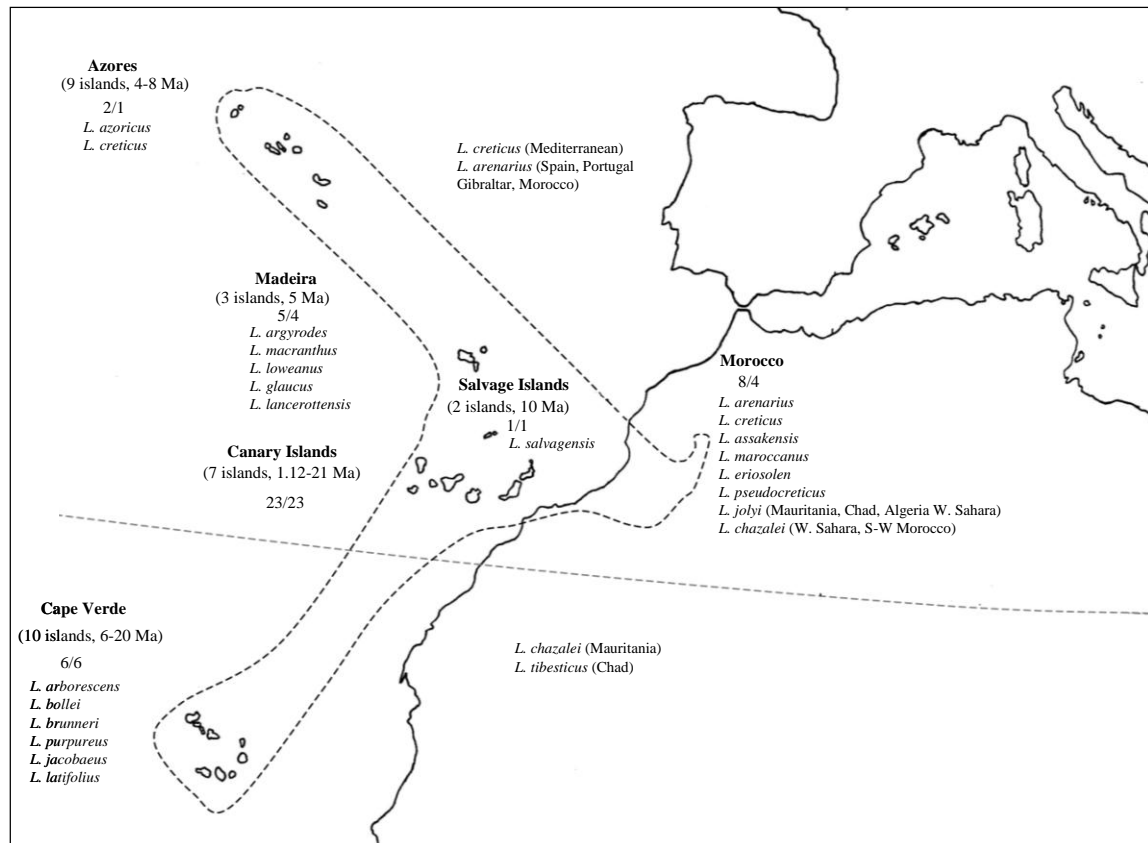 Azores
(9 islands, 4-8 Ma)
2/1
L. azoricus
L. creticus
L. creticus (Mediterranean)
L. arenarius (Spain, Portugal
Gibraltar, Morocco)
Madeira
(3 islands, 5 Ma)
5/4
L. argyrodes
L. macranthus
L. loweanus
L. glaucus
L. lancerottensis
Salvage Islands
(2 islands, 10 Ma)
1/1
L. salvagensis
Morocco
8/4
L. arenarius
L. creticus
L. assakensis
L. maroccanus
L. eriosolen
L. pseudocreticus
L. jolyi (Mauritania, Chad, Algeria W. Sahara)
L. chazalei (W. Sahara, S-W Morocco)
Canary Islands
(7 islands, 1.12-21 Ma)
23/23
Cape Verde
(10 islands, 6-20 Ma)
6/6
L. arborescens
L. bollei
L. brunneri
L. purpureus
L. jacobaeus
L. latifolius
L. chazalei (Mauritania)
L. tibesticus (Chad)